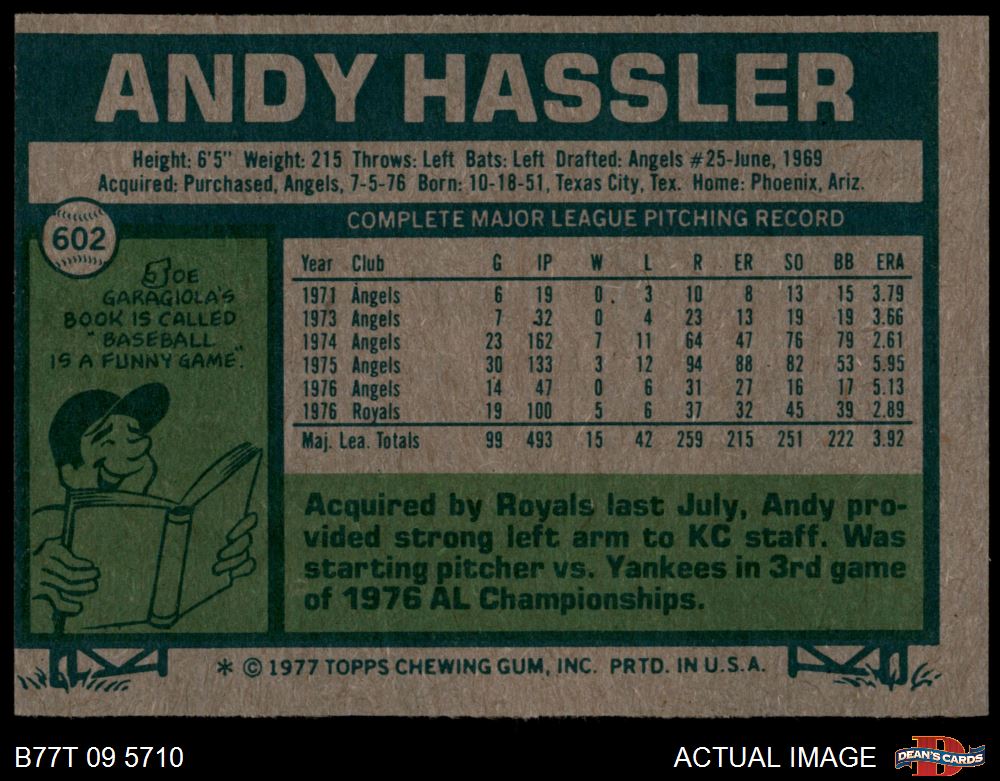 ANDY HASSLER
Height: 6'5" Weight: 215 Throws: Left Bats: Left Drafted: Angels #25-June, 1969
Acquired: Purchased, Angels, 7-5-76 Born: 10-18-51, Texas City, Tex. Home: Phoenix, Ariz.
602
JOE
GARAGIOLA'S
BOOK IS CALLED
"BASEBALL
IS A FUNNY GAME".
COMPLETE MAJOR LEAGUE PITCHING RECORD
Year Club G IP W L R ER SO BB ERA
1971 Angels 6 19 0 3 10 8 13 15 3.79
1973 Angels 7 32 0 4 23 13 19 19 3.66
1974 Angels 23 162 7 11 64 47 76 79 2.61
1975 Angels 30 133 3 12 94 88 82 53 5.95
1976 Angels 14 47 0 6 31 27 16 17 5.13
1976 Royals 19 100 5 6 37 32 45 39 2.89
Maj. Lea. Totals 99 493 15 42 259 215 251 222 3.92
Acquired by Royals last July, Andy pro-
vided strong left arm to KC staff. Was
starting pitcher vs. Yankees in 3rd game
of 1976 AL Championships.
* © 1977 TOPPS CHEWING GUM, INC. PRTD. IN U.S.A.
B77T 09 5710
ACTUAL IMAGE
D
DEAN'S CARDS